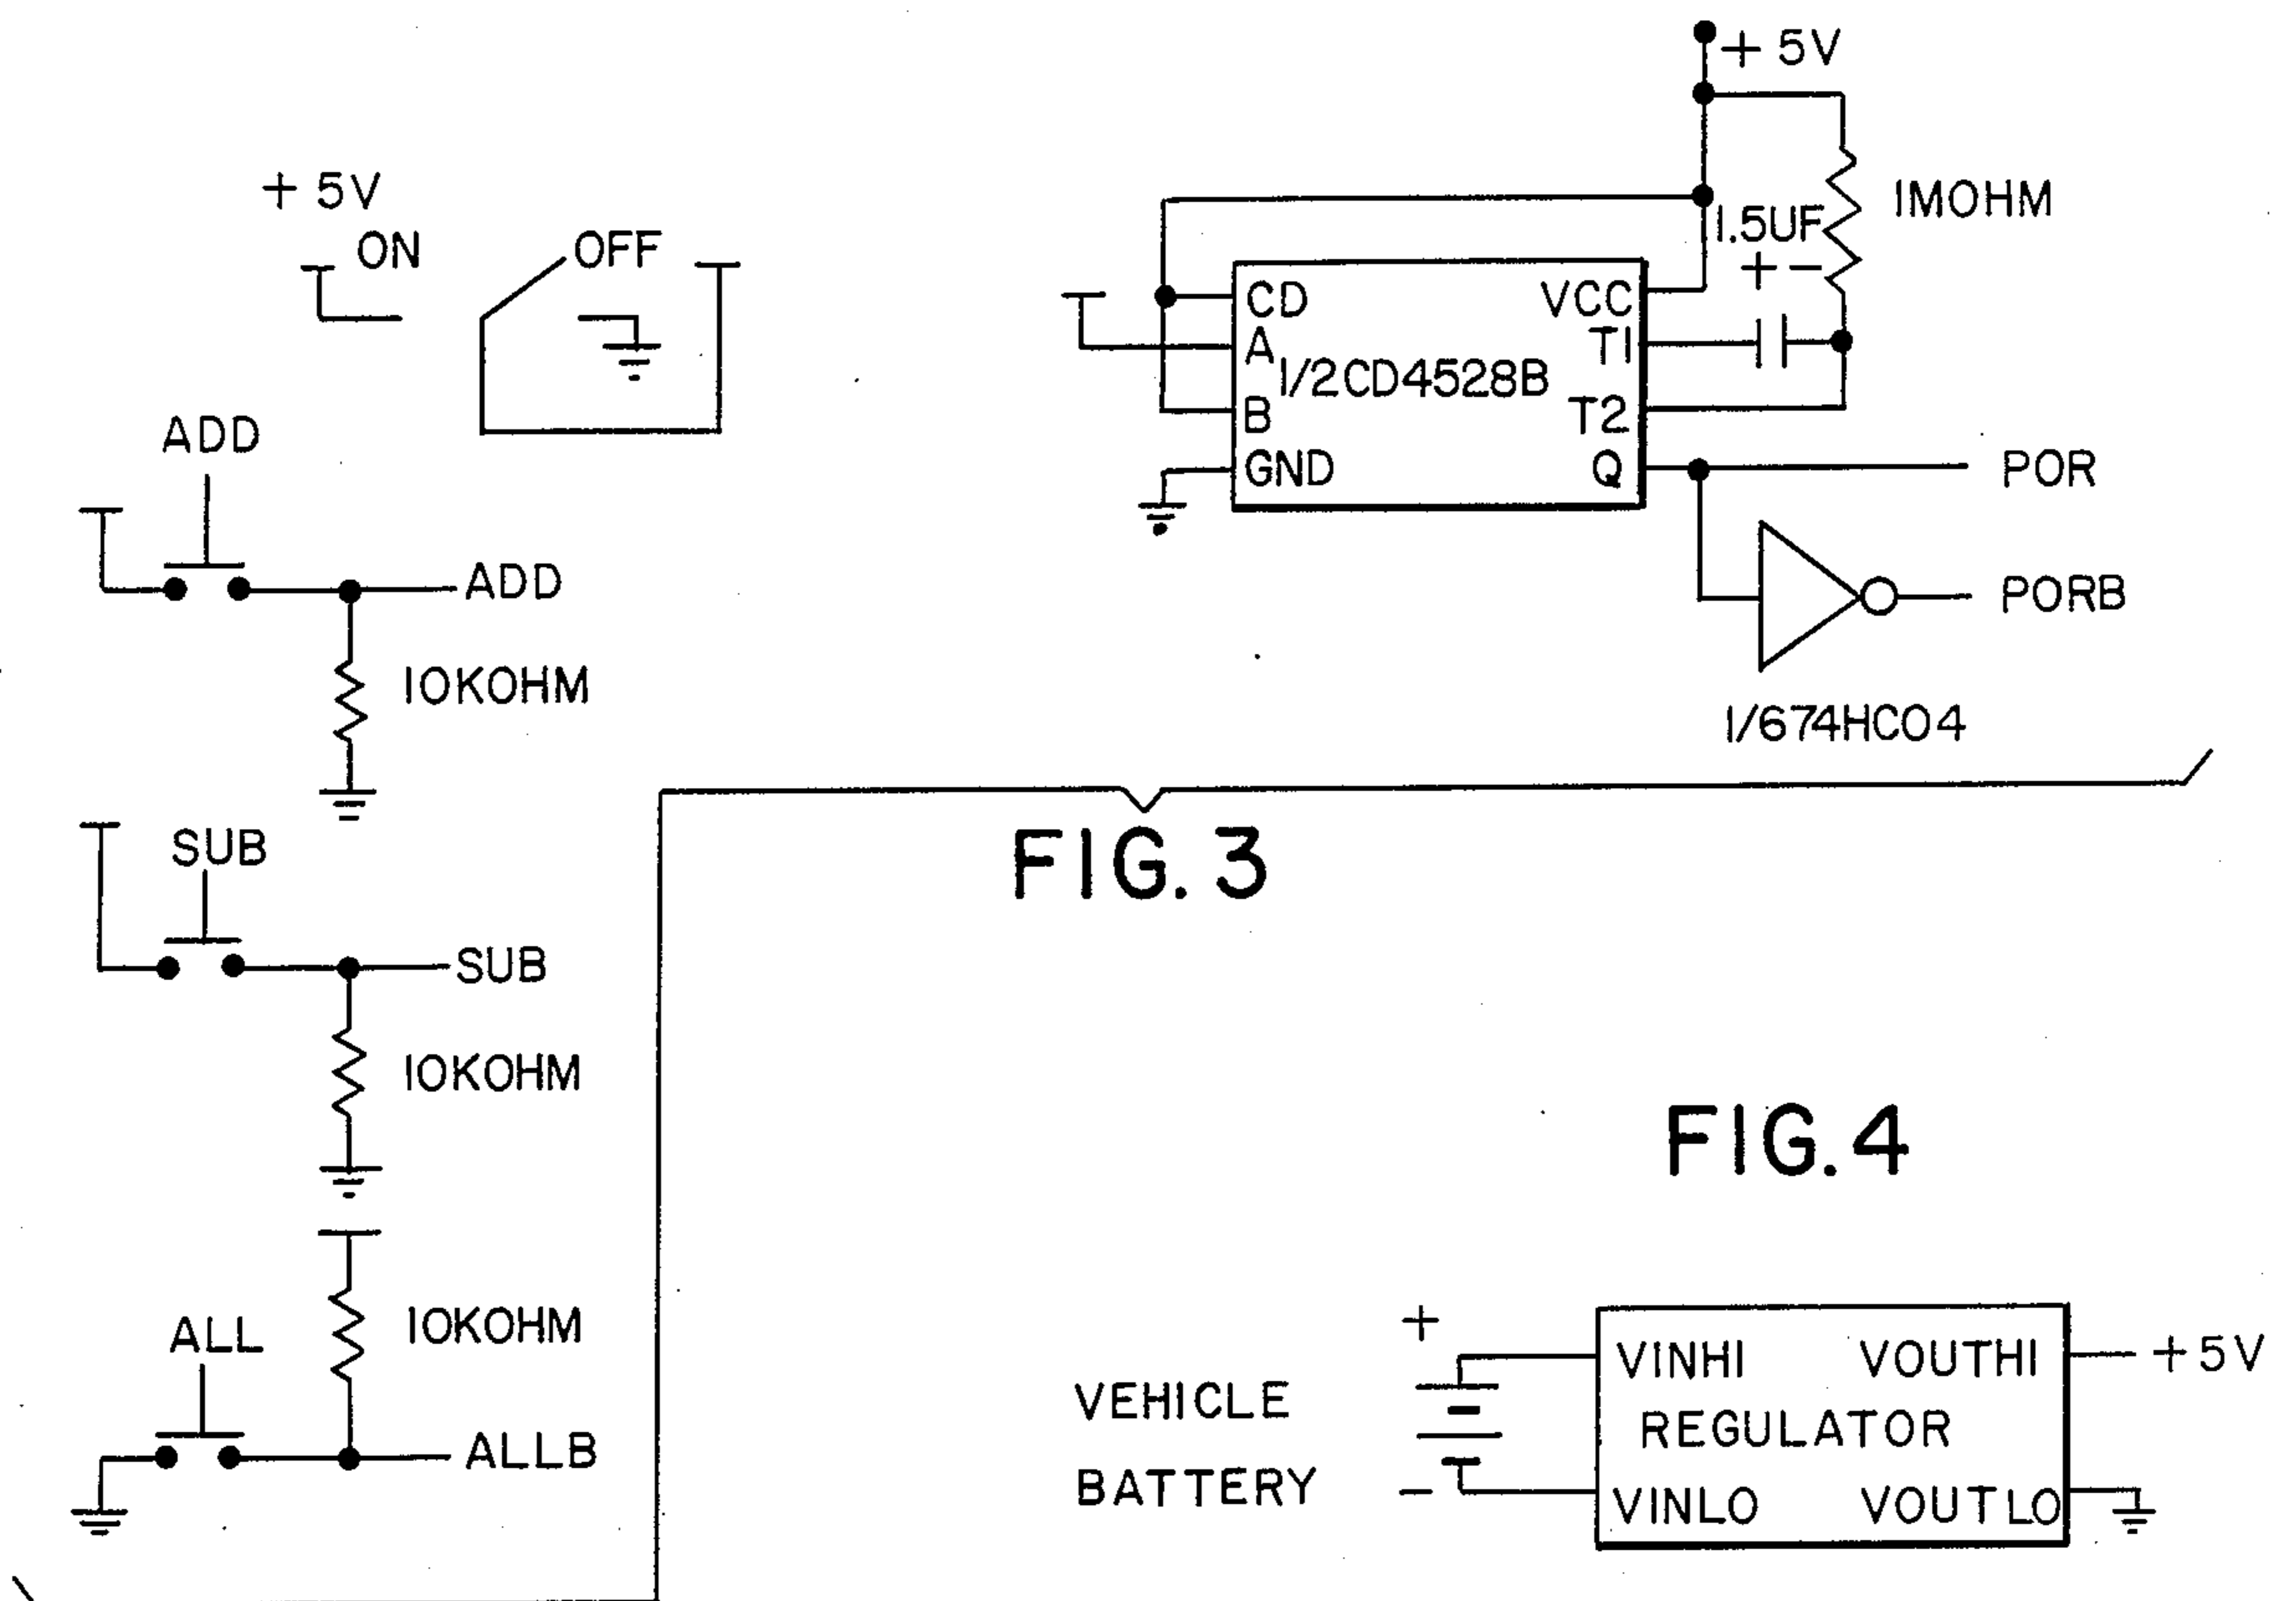 +5V
ON
OFF
ADD
ADD
10KOHM
SUB
SUB
10KOHM
10KOHM
ALL
ALLB
+5V
1MOHM
1.5UF
+ -
CD
VCC
A
T1
1/2CD4528B
B
T2
GND
Q
POR
PORB
1/674HC04
FIG. 3
FIG. 4
+
VEHICLE
BATTERY
-
VINHI
VOUTHI
+5V
REGULATOR
VINLO
VOUTLO